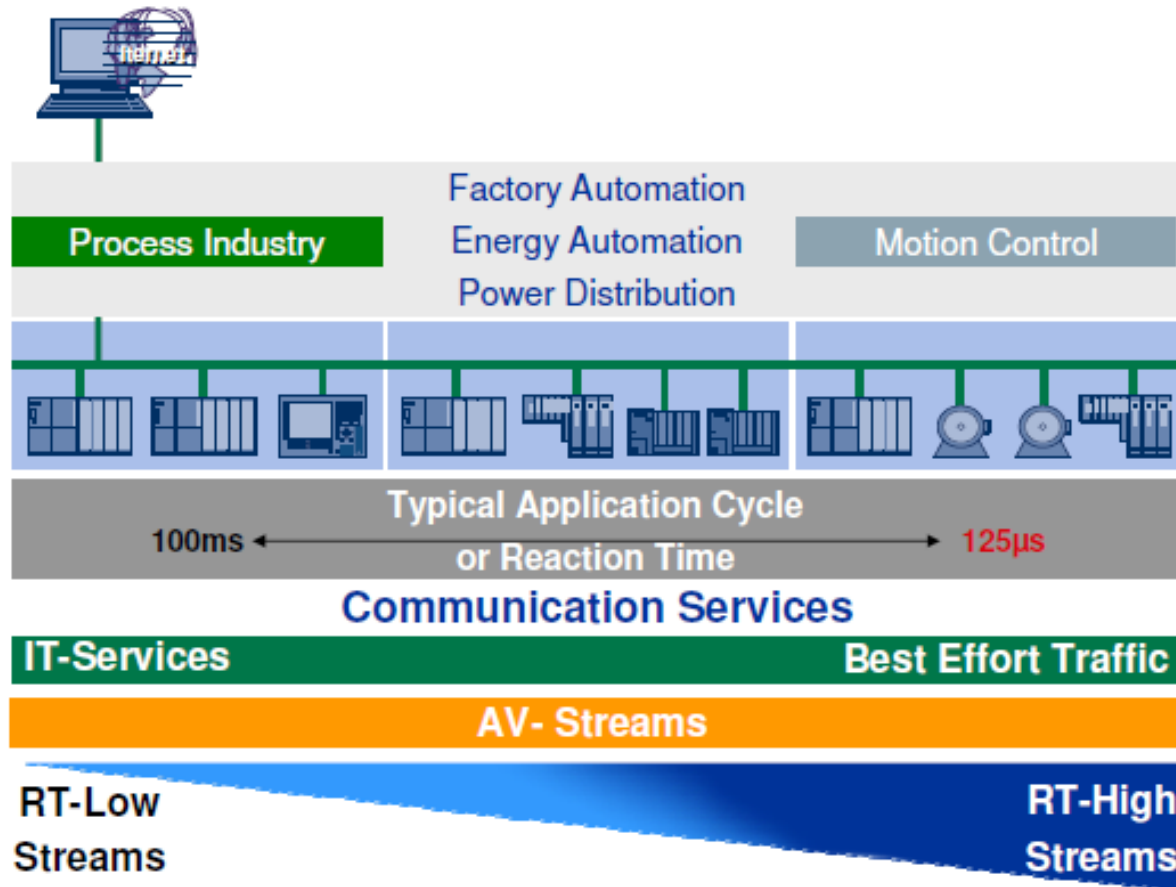 Internet
Factory Automation
Process Industry
Energy Automation
Motion Control
Power Distribution
Typical Application Cycle
100ms
125µs
or Reaction Time
Communication Services
IT-Services
Best Effort Traffic
AV- Streams
RT-Low
Streams
RT-High
Streams